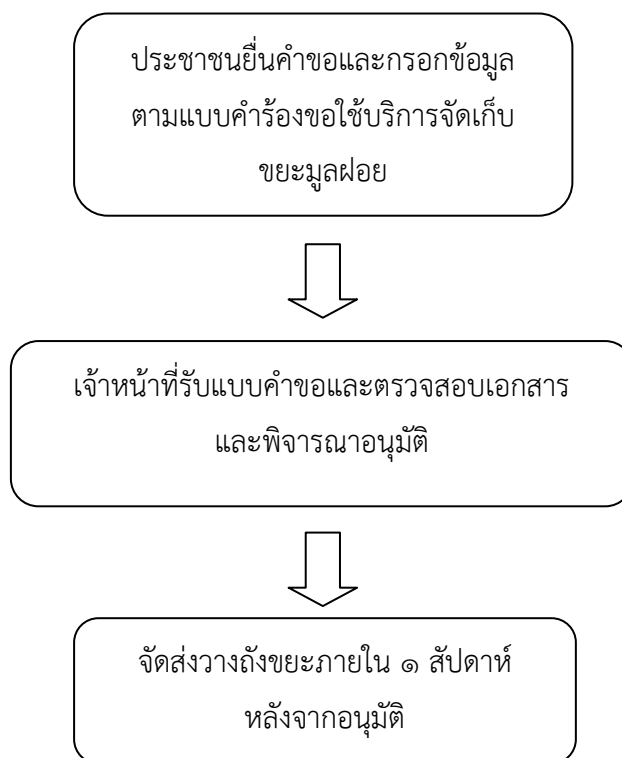 ประชาชนยื่นคำขอและกรอกข้อมูล
ตามแบบคำร้องขอใช้บริการจัดเก็บ
ขยะมูลฝอย
เจ้าหน้าที่รับแบบคำขอและตรวจสอบเอกสาร
และพิจารณาอนุมัติ
จัดส่งวางถังขยะภายใน ๑ สัปดาห์
หลังจากอนุมัติ